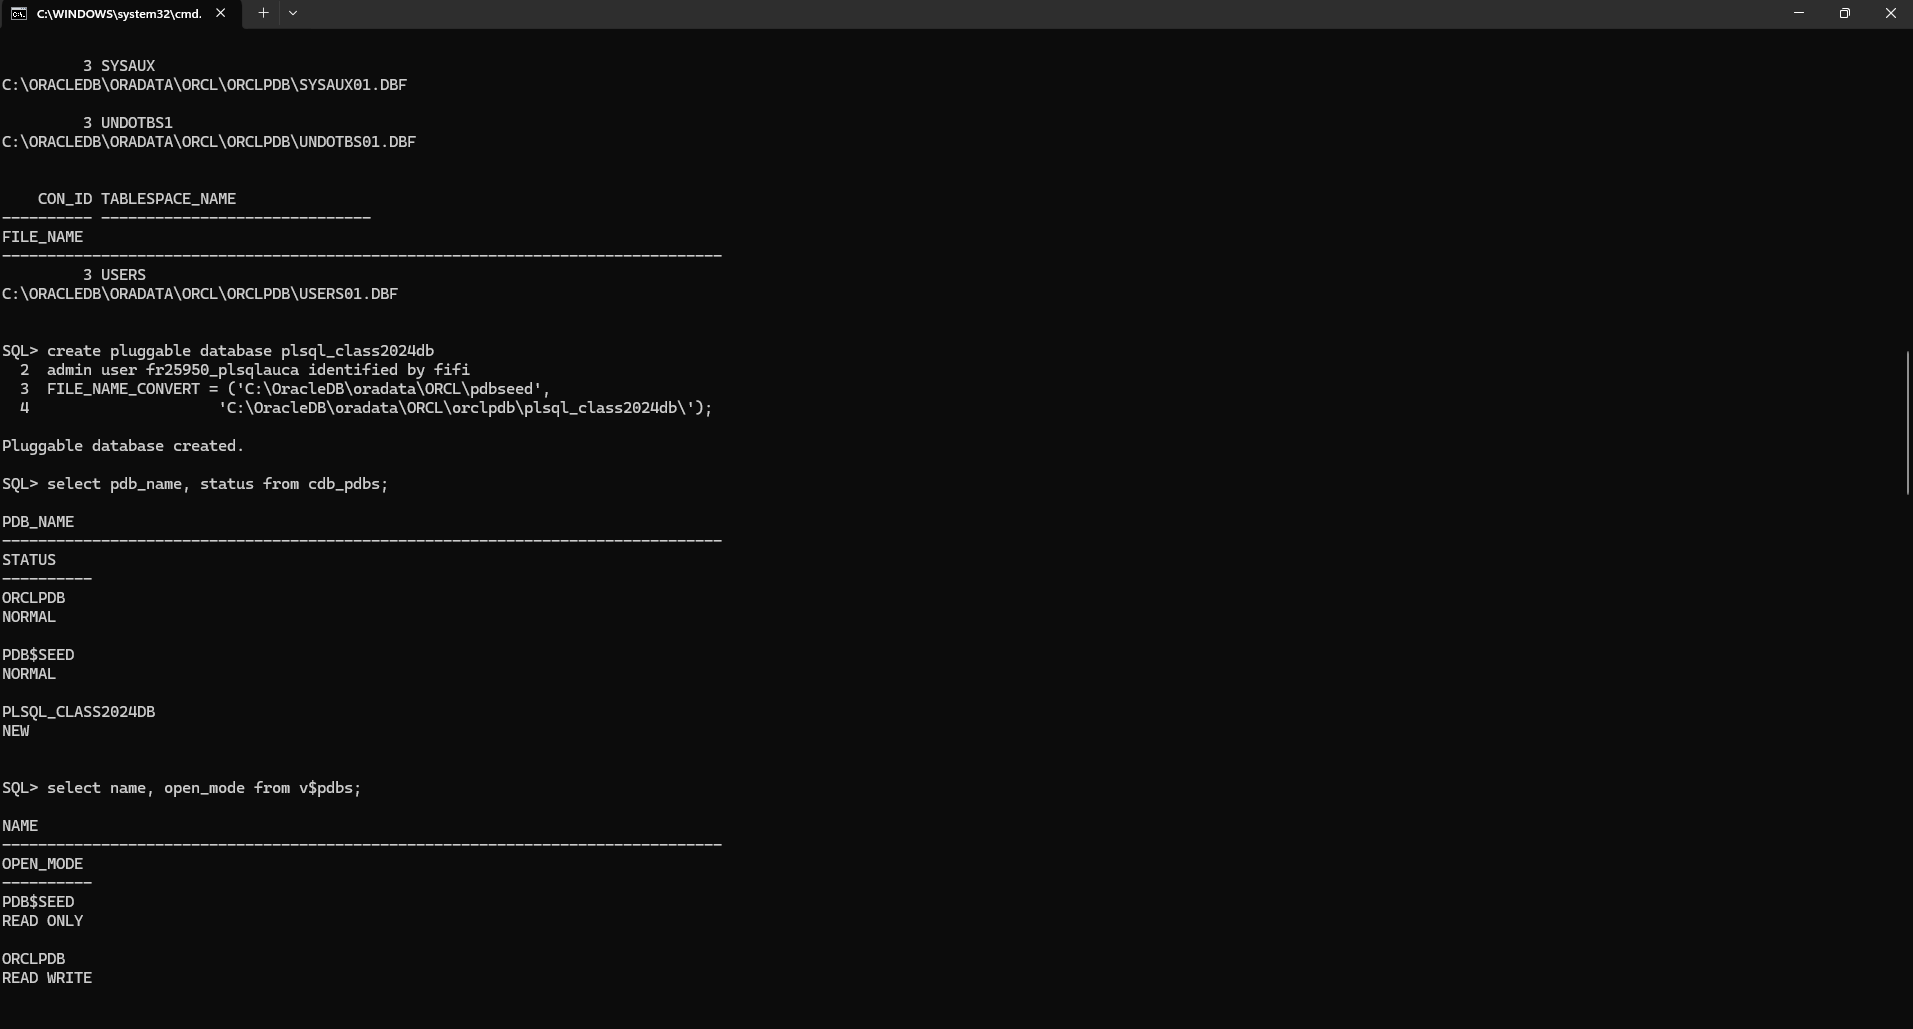 C:\WINDOWS\system32\cmd.
3 SYSAUX
C:\ORACLEDB\ORADATA\ORCL\ORCLPDB\SYSAUX01.DBF
3 UNDOTBS1
C:\ORACLEDB\ORADATA\ORCL\ORCLPDB\UNDOTBS01.DBF
CON_ID TABLESPACE_NAME
---------- ------------------------------
FILE_NAME
--------------------------------------------------------------------------------
3 USERS
C:\ORACLEDB\ORADATA\ORCL\ORCLPDB\USERS01.DBF
SQL> create pluggable database plsql_class2024db
2  admin user fr25950_plsqlauca identified by fifi
3  FILE_NAME_CONVERT = ('C:\OracleDB\oradata\ORCL\pdbseed',
4                     'C:\OracleDB\oradata\ORCL\orclpdb\plsql_class2024db\');
Pluggable database created.
SQL> select pdb_name, status from cdb_pdbs;
PDB_NAME
--------------------------------------------------------------------------------
STATUS
----------
ORCLPDB
NORMAL
PDB$SEED
NORMAL
PLSQL_CLASS2024DB
NEW
SQL> select name, open_mode from v$pdbs;
NAME
--------------------------------------------------------------------------------
OPEN_MODE
----------
PDB$SEED
READ ONLY
ORCLPDB
READ WRITE